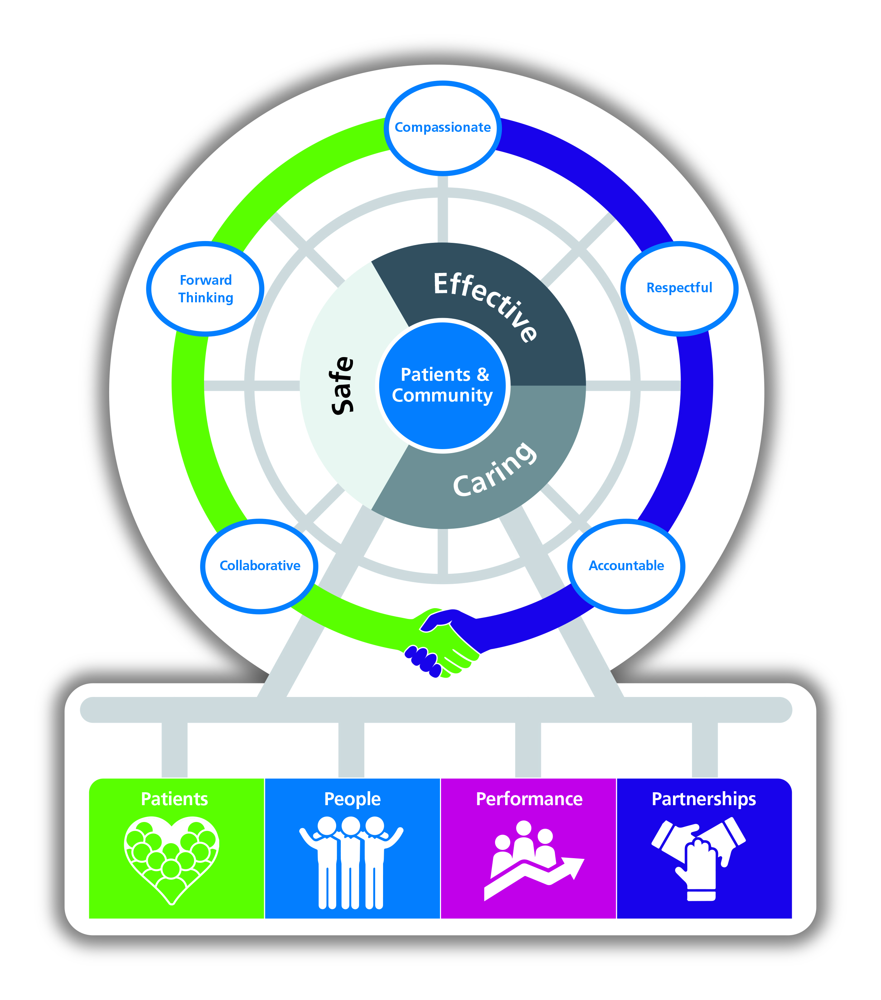 Compassionate
Forward
Thinking
Respectful
Effective
Safe
Patients &
Community
Caring
Collaborative
Accountable
Patients
People
Performance
Partnerships